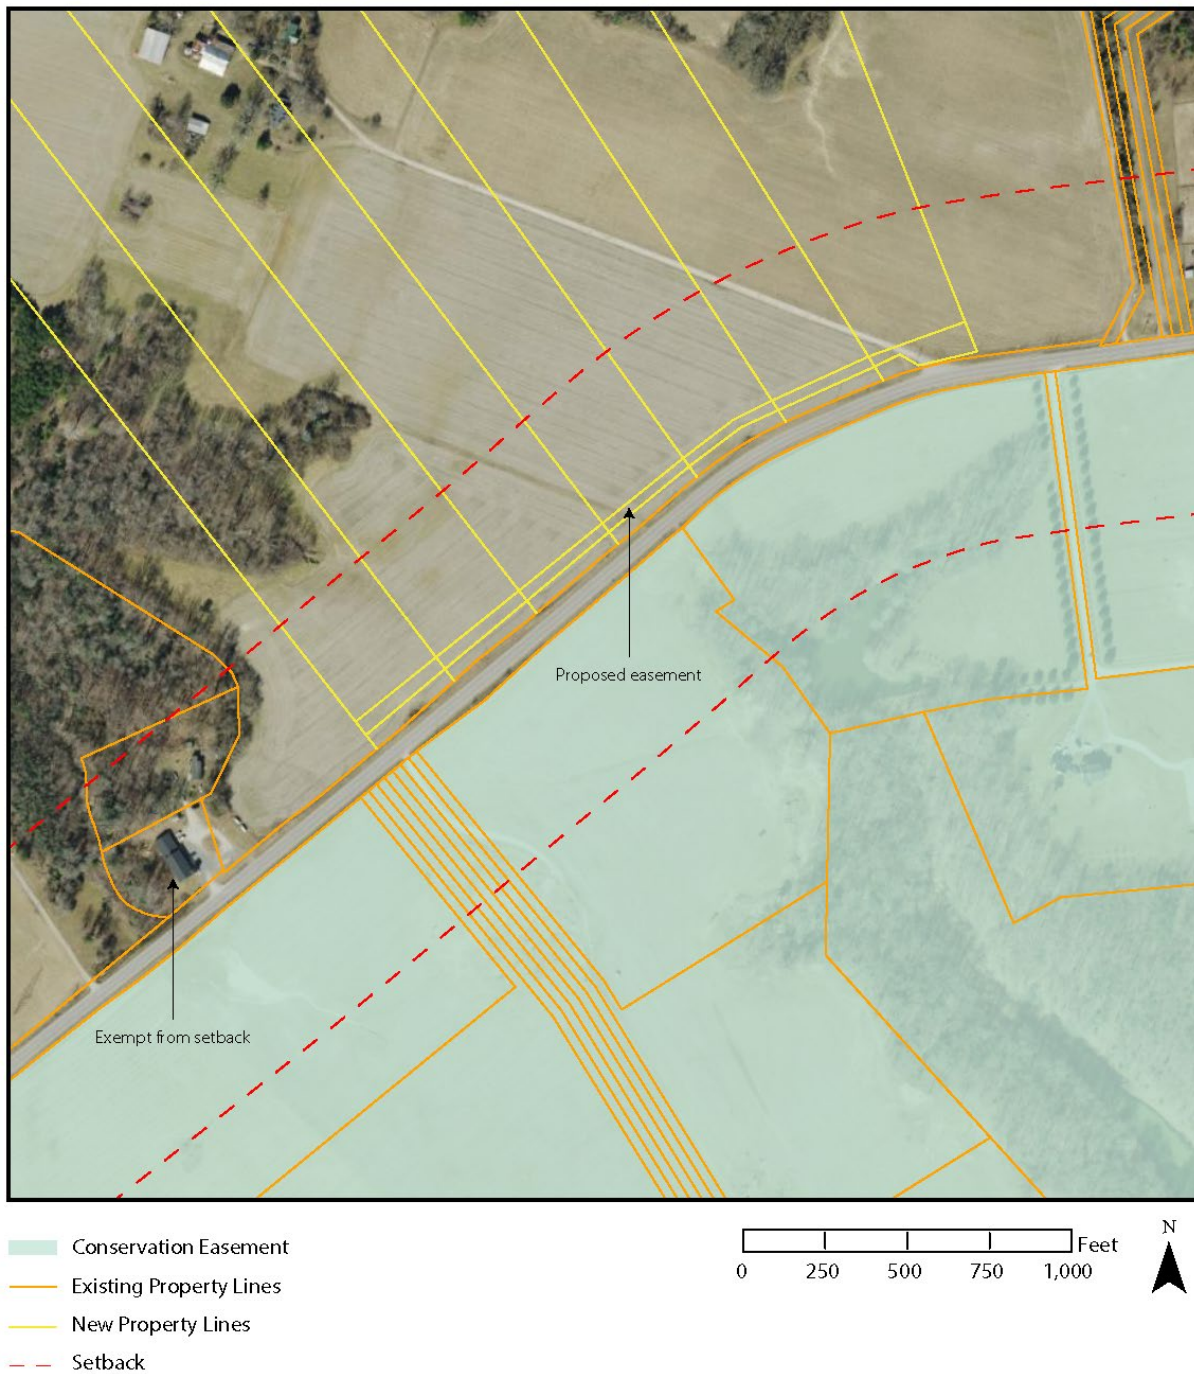 Proposed easement
Exempt from setback
Conservation Easement
Existing Property Lines
New Property Lines
Setback
Feet
0 250 500 750 1,000
N